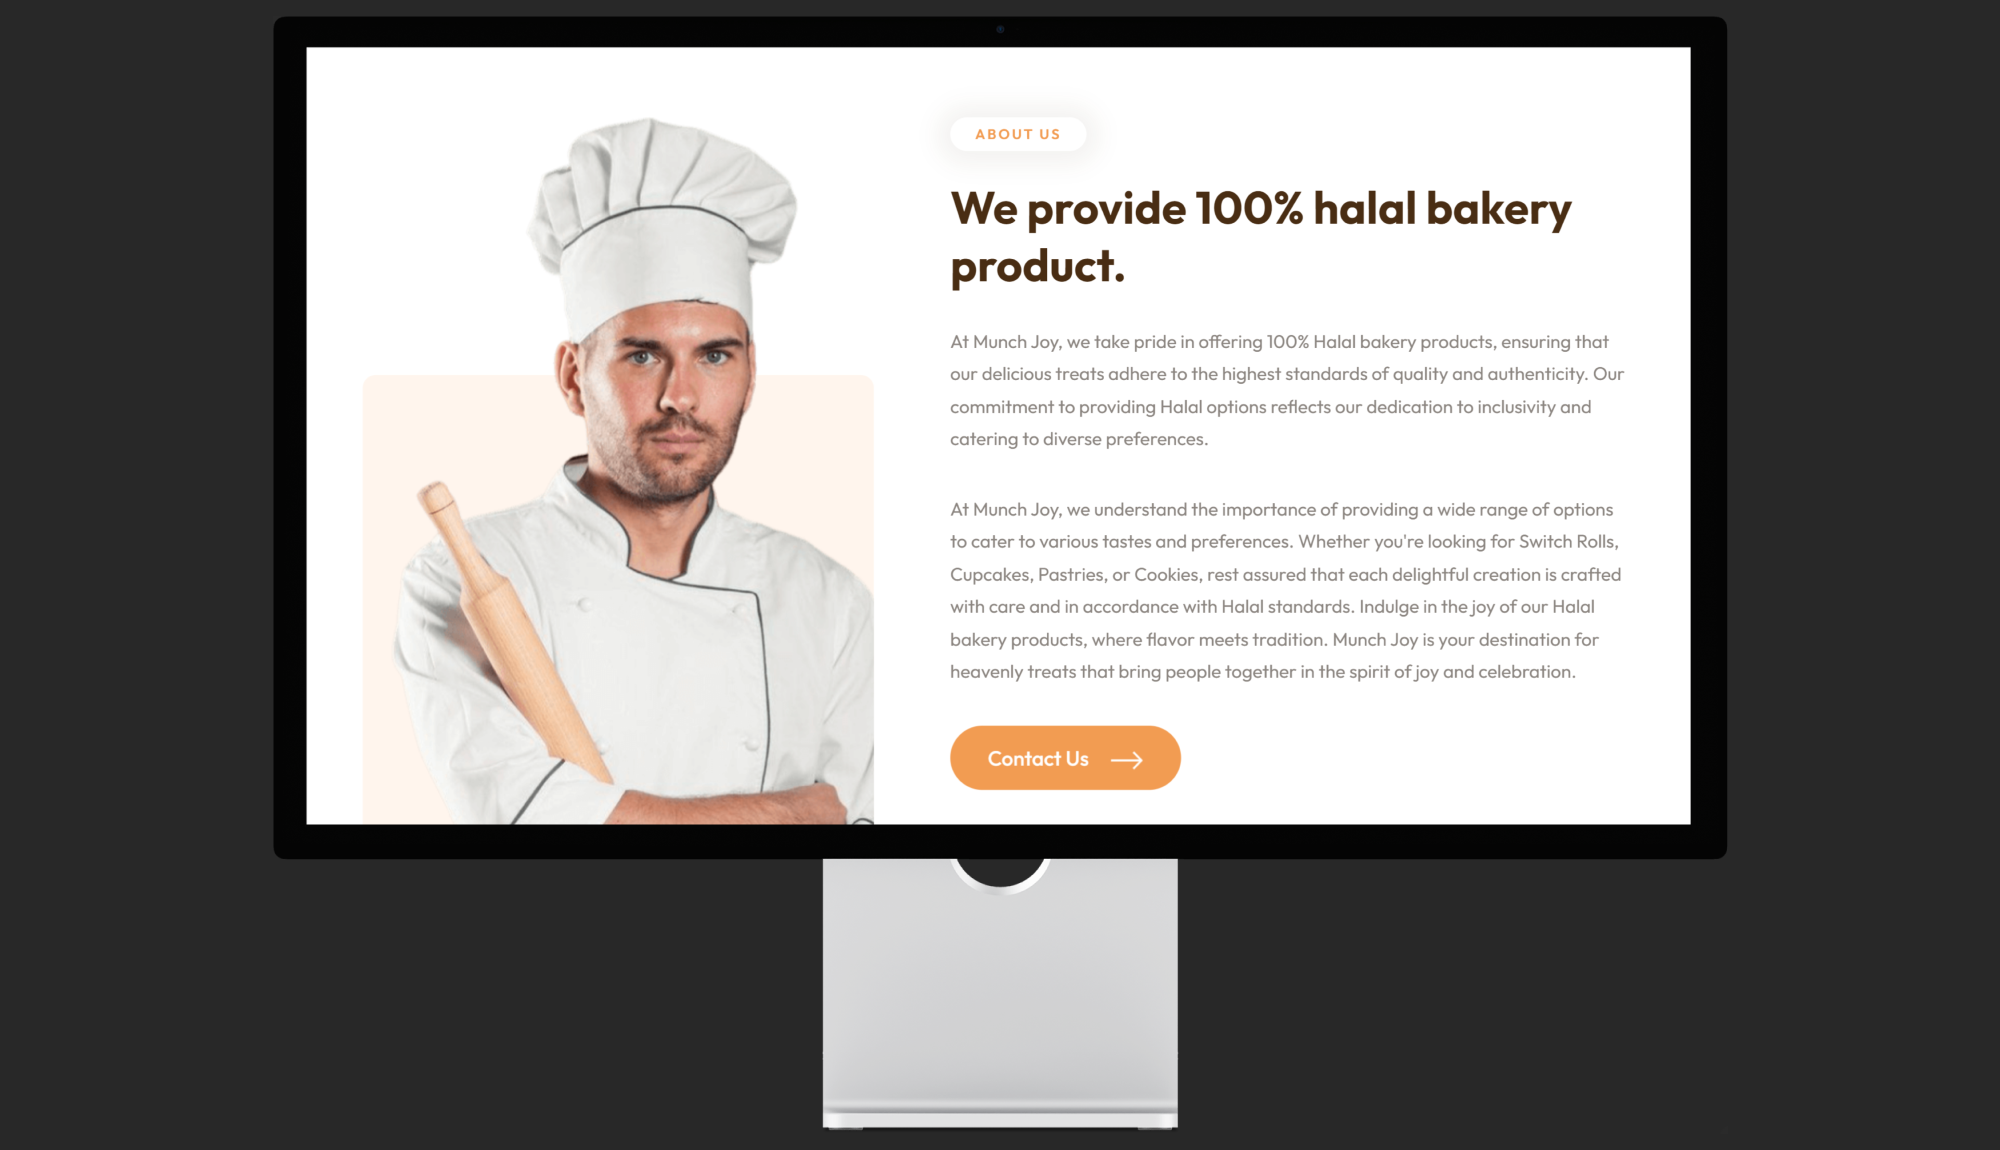 ABOUT US
We provide 100% halal bakery
product.
At Munch Joy, we take pride in offering 100% Halal bakery products, ensuring that
our delicious treats adhere to the highest standards of quality and authenticity. Our
commitment to providing Halal options reflects our dedication to inclusivity and
catering to diverse preferences.
At Munch Joy, we understand the importance of providing a wide range of options
to cater to various tastes and preferences. Whether you're looking for Switch Rolls,
Cupcakes, Pastries, or Cookies, rest assured that each delightful creation is crafted
with care and in accordance with Halal standards. Indulge in the joy of our Halal
bakery products, where flavor meets tradition. Munch Joy is your destination for
heavenly treats that bring people together in the spirit of joy and celebration.
Contact Us